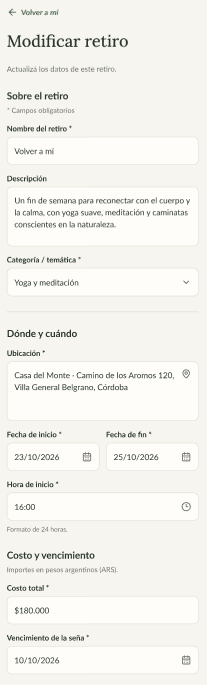 ← Volver a mí
Modificar retiro
Actualizá los datos de este retiro.
Sobre el retiro
* Campos obligatorios
Nombre del retiro *
Volver a mí
Descripción
Un fin de semana para reconectar con el cuerpo y
la calma, con yoga suave, meditación y caminatas
conscientes en la naturaleza.
Categoría / temática *
Yoga y meditación
Dónde y cuándo
Ubicación *
Casa del Monte - Camino de los Aromos 120,
Villa General Belgrano, Córdoba
Fecha de inicio *
Fecha de fin *
23/10/2026
25/10/2026
Hora de inicio *
16:00
Formato de 24 horas.
Costo y vencimiento
Importes en pesos argentinos (ARS).
Costo total *
$180.000
Vencimiento de la seña *
10/10/2026